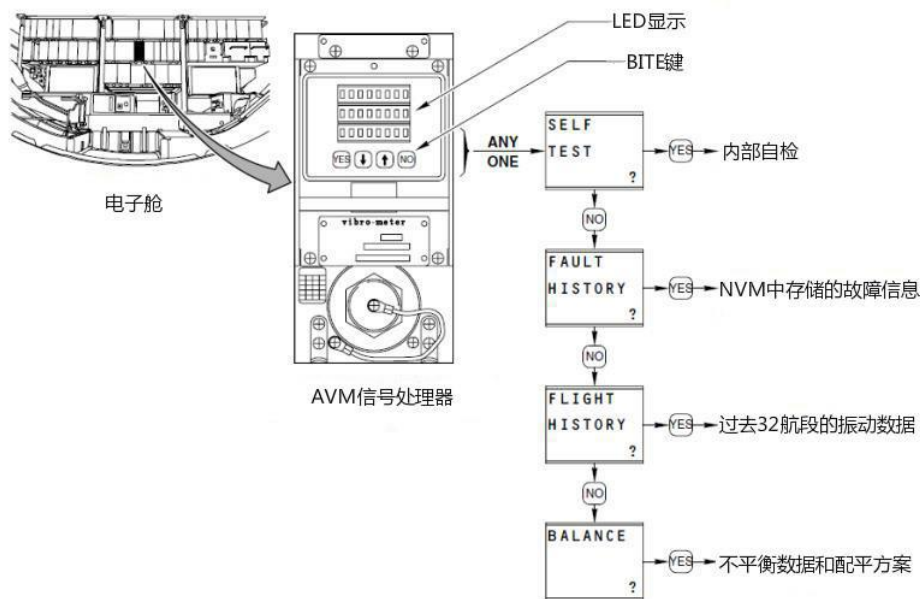 LED显示
BITE键
YES
NO
vibro-meter
电子舱
AVM信号处理器
ANY
ONE
SELF
TEST
?
YES
内部自检
NO
FAULT
HISTORY
?
YES
NVM中存储的故障信息
NO
FLIGHT
HISTORY
?
YES
过去32航段的振动数据
NO
BALANCE
?
YES
不平衡数据和配平方案